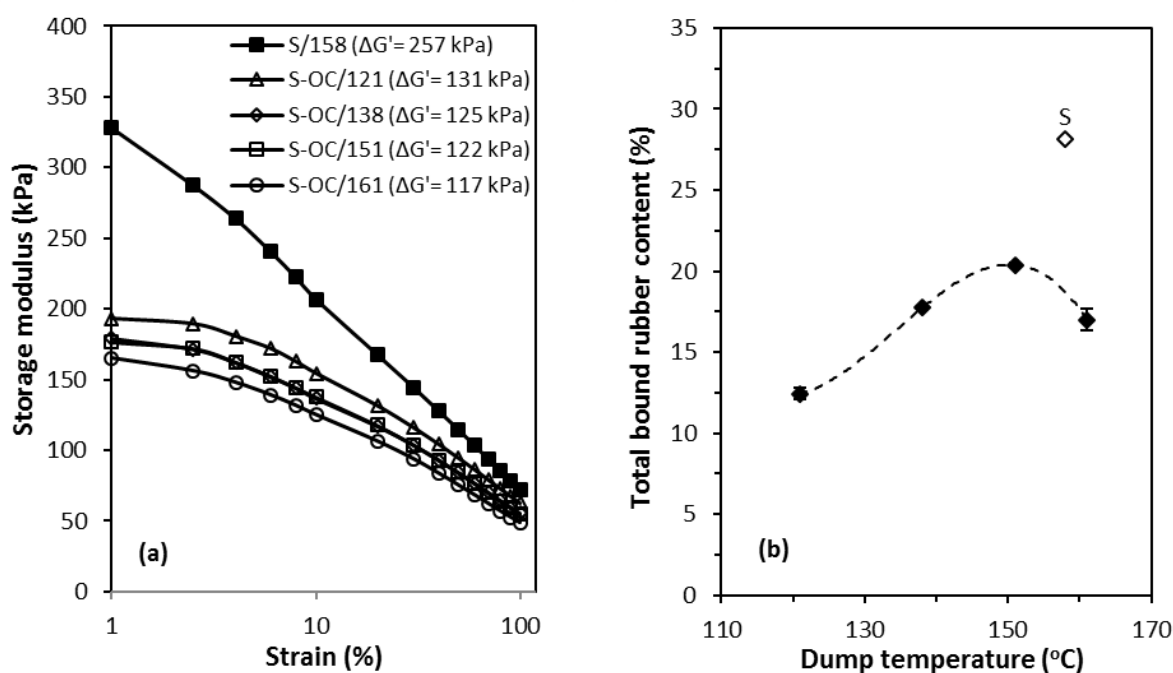 400
350
300
250
200
150
100
50
0
Storage modulus (kPa)
S/158 (ΔG'= 257 kPa)
S-OC/121 (ΔG'= 131 kPa)
S-OC/138 (ΔG'= 125 kPa)
S-OC/151 (ΔG'= 122 kPa)
S-OC/161 (ΔG'= 117 kPa)
(a)
1 10 100
Strain (%)
35
30
25
20
15
10
5
0
Total bound rubber content (%)
S
(b)
110 130 150 170
Dump temperature (°C)